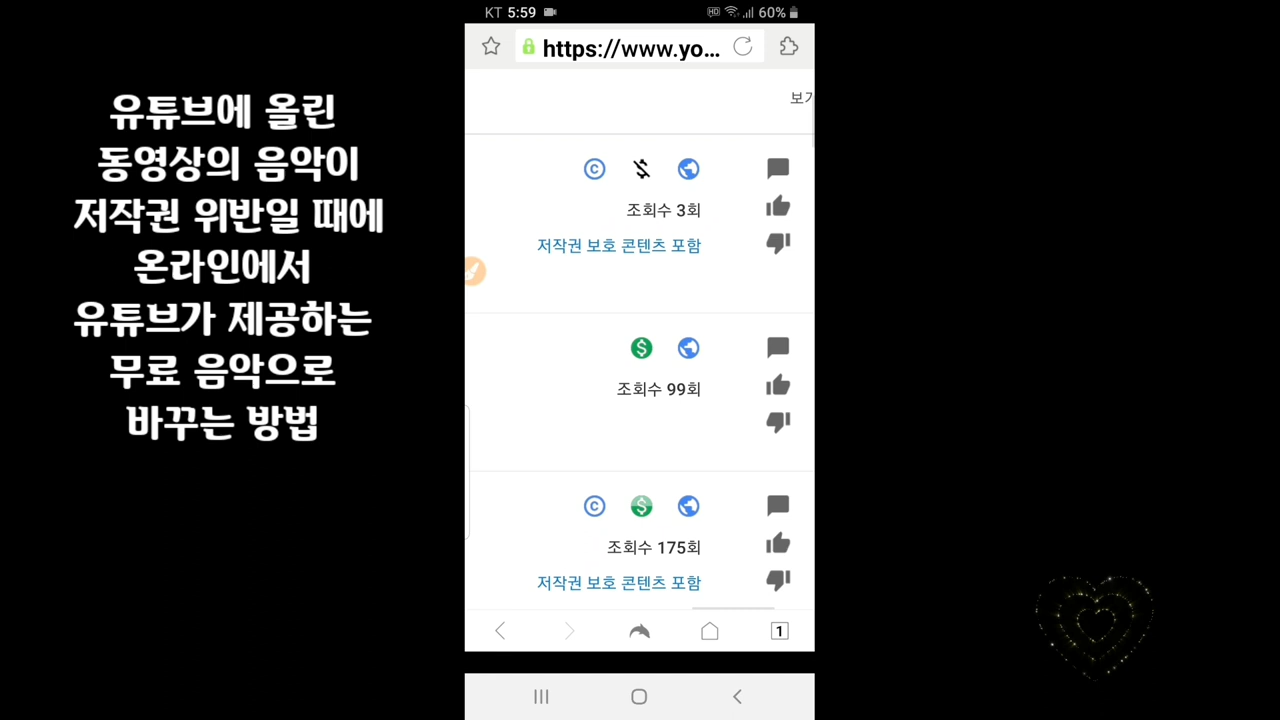 유튜브에 올린
동영상의 음악이
저작권 위반일 때에
온라인에서
유튜브가 제공하는
무료 음악으로
바꾸는 방법
KT 5:59
HD 60%
https://www.yo...
보기
조회수 3회
저작권 보호 콘텐츠 포함
조회수 99회
조회수 175회
저작권 보호 콘텐츠 포함
1